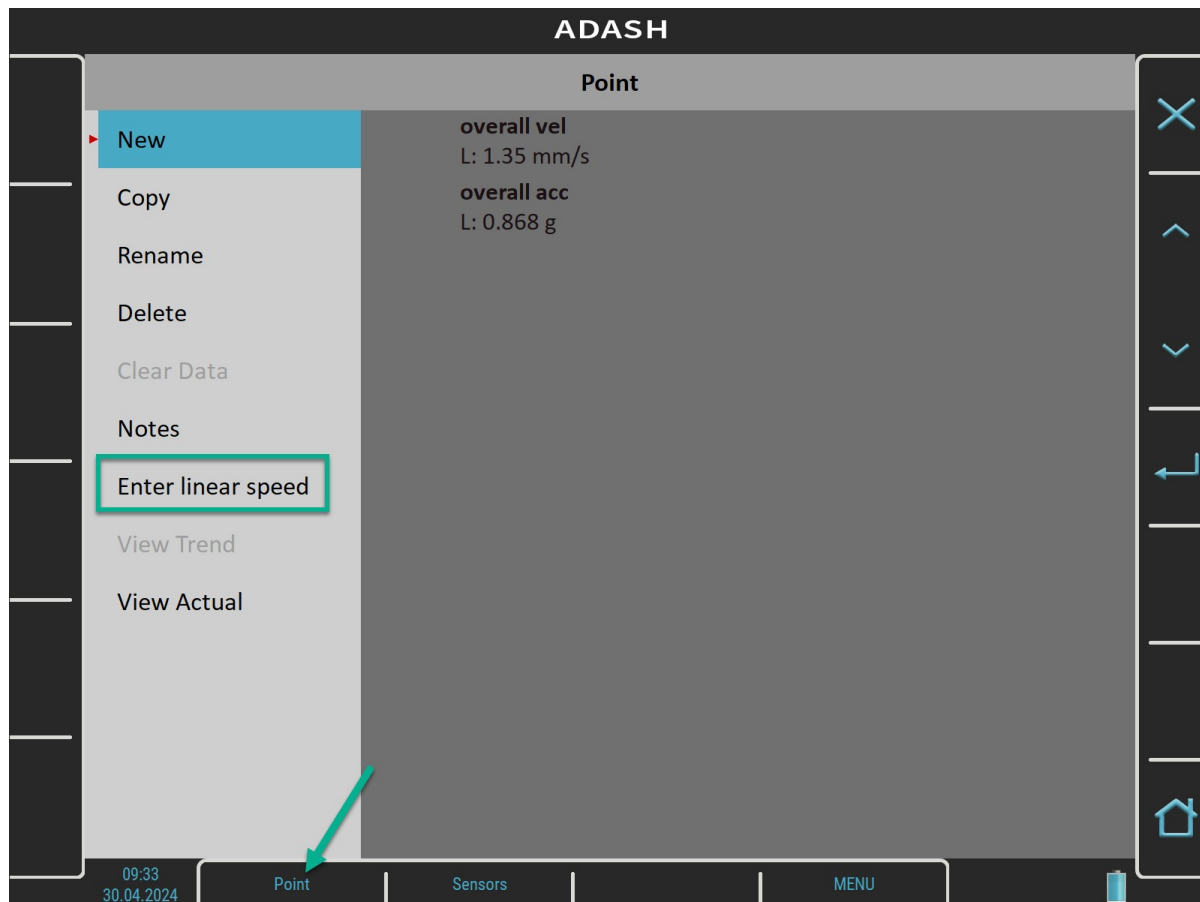 ADASH
Point
New
Copy
Rename
Delete
Clear Data
Notes
Enter linear speed
View Trend
View Actual
overall vel
L: 1.35 mm/s
overall acc
L: 0.868 g
09:33
30.04.2024
Point
Sensors
MENU